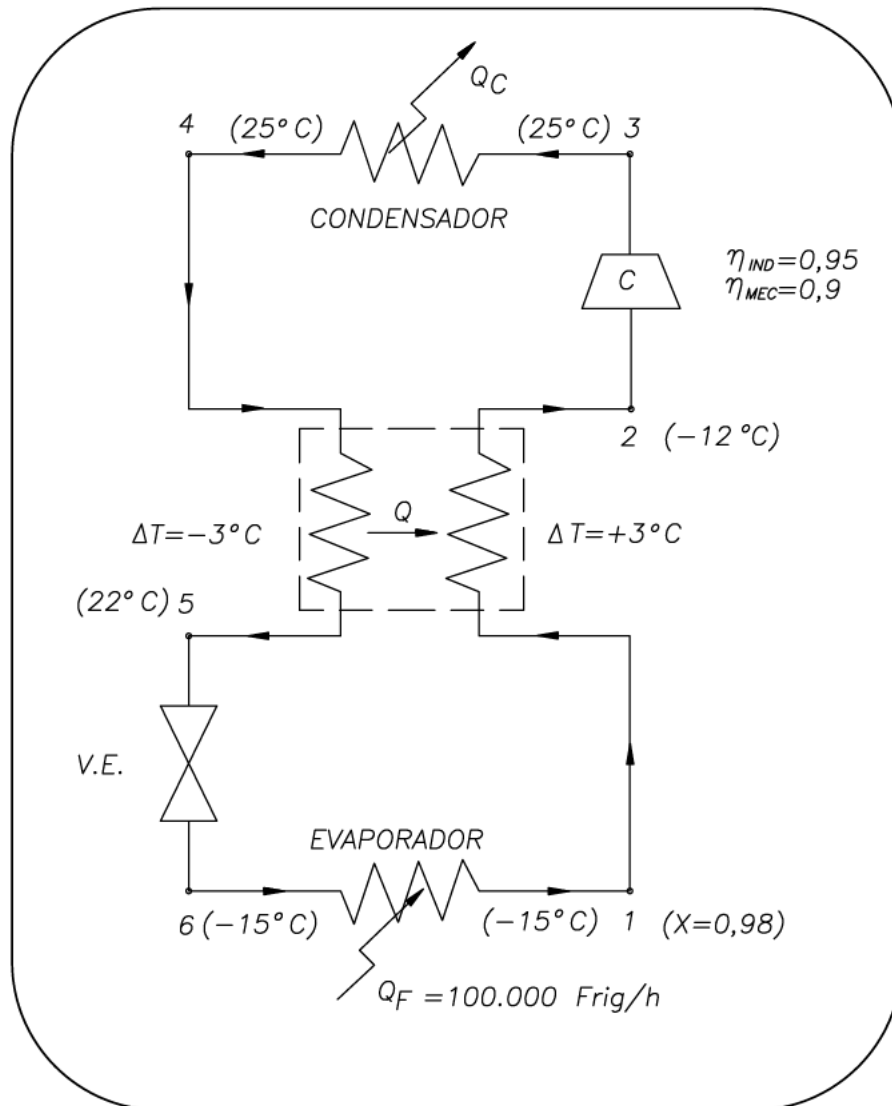 Q_C
4 (25°C) (25°C) 3
CONDENSADOR
η_IND=0,95
C
η_MEC=0,9
2 (-12°C)
ΔT=-3°C Q ΔT=+3°C
(22°C) 5
V.E.
EVAPORADOR
6 (-15°C) (-15°C) 1 (X=0,98)
Q_F =100.000 Frig/h